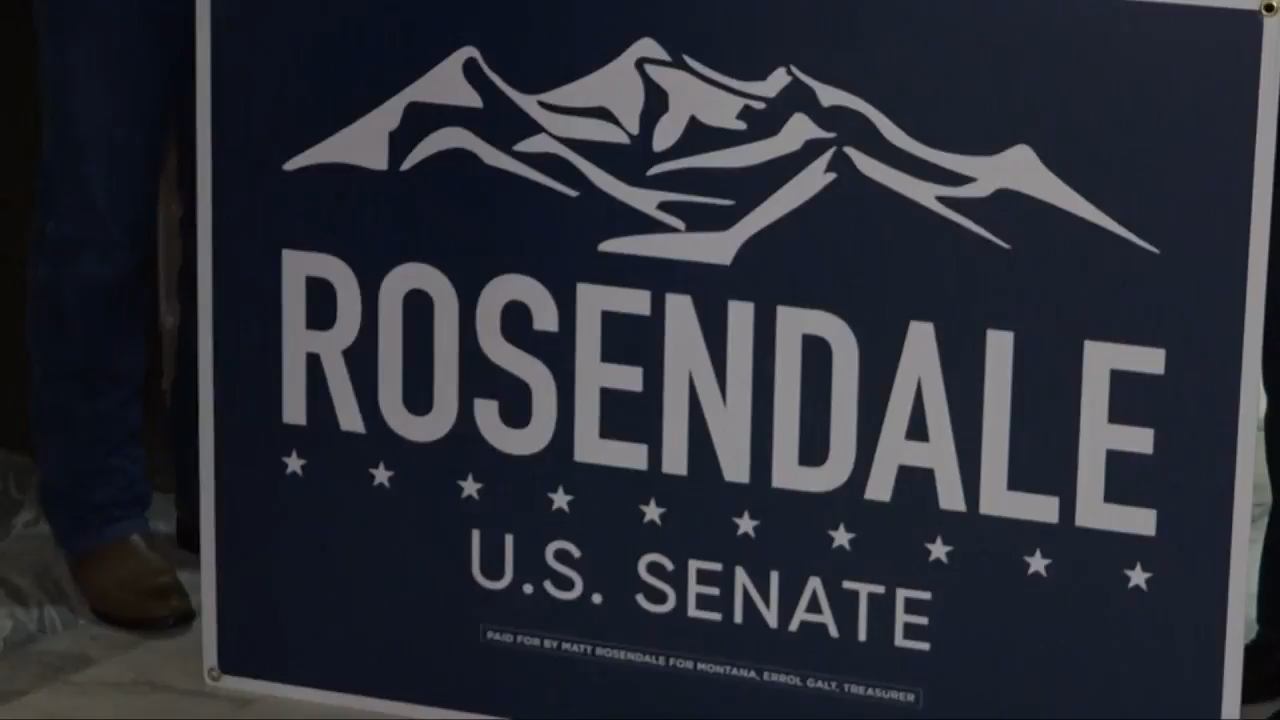 ROSENDALE
U.S. SENATE
PAID FOR BY MATT ROSENDALE FOR MONTANA, ERROL GALT, TREASURER